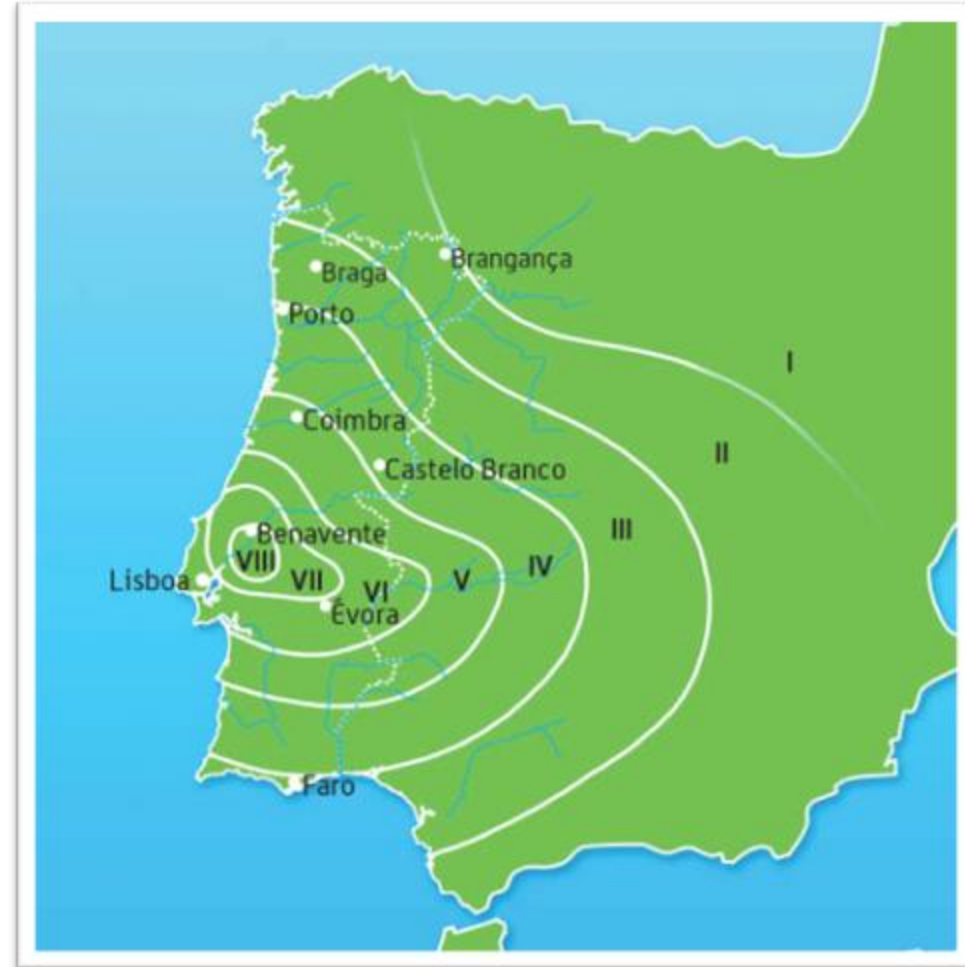 Brangança
Braga
Porto
I
Coimbra
II
Castelo Branco
III
Benavente
VIII
IV
Lisboa
VII
V
VI
Évora
Faro